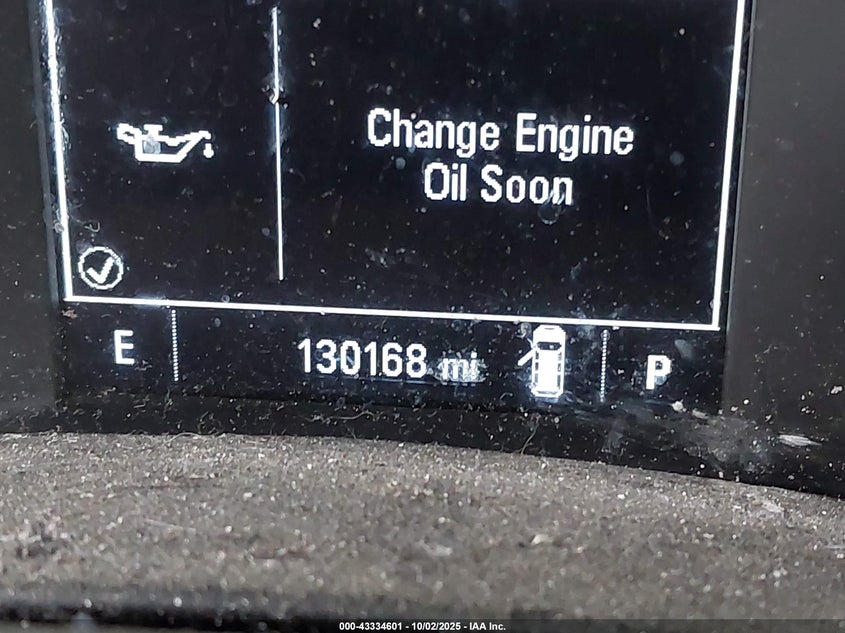 Change Engine
Oil Soon
E 130168 mi P
000-43334601 - 10/02/2025 - IAA Inc.